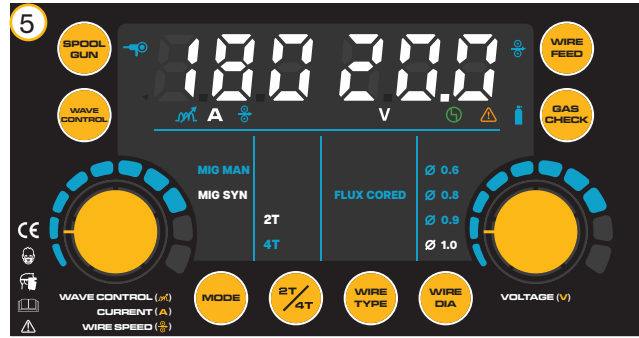 5
SPOOL
GUN
180 20.0
WIRE
FEED
A V
WAVE
CONTROL
GAS
CHECK
MIG MAN
MIG SYN
2T
4T
FLUX CORED
Ø 0.6
Ø 0.8
Ø 0.9
Ø 1.0
CE
MODE
2T/4T
WIRE
TYPE
WIRE
DIA
WAVE CONTROL ( )
CURRENT (A)
WIRE SPEED ( )
VOLTAGE (V)